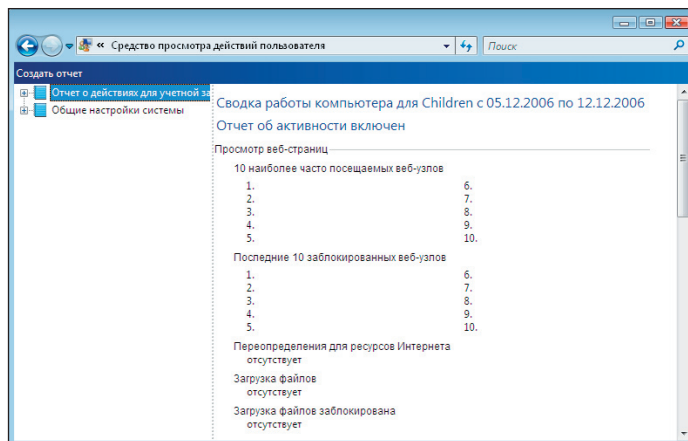 « Средство просмотра действий пользователя
Поиск
Создать отчет
Отчет о действиях для учетной за
Общие настройки системы
Сводка работы компьютера для Children с 05.12.2006 по 12.12.2006
Отчет об активности включен
Просмотр веб-страниц
10 наиболее часто посещаемых веб-узлов
1. 6.
2. 7.
3. 8.
4. 9.
5. 10.
Последние 10 заблокированных веб-узлов
1. 6.
2. 7.
3. 8.
4. 9.
5. 10.
Переопределения для ресурсов Интернета
отсутствует
Загрузка файлов
отсутствует
Загрузка файлов заблокирована
отсутствует